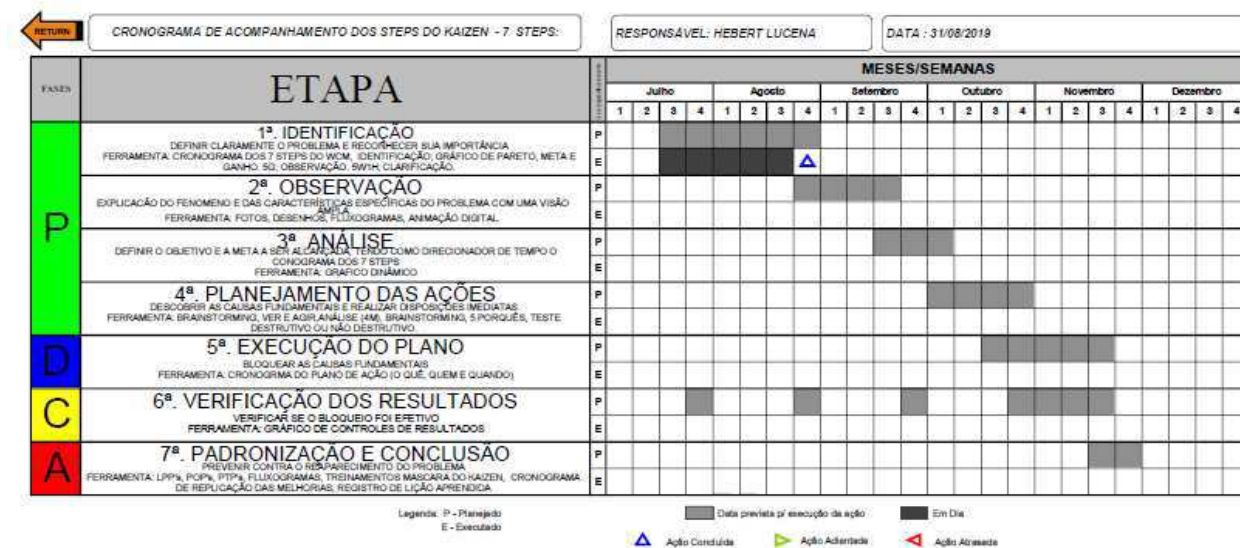 RETURN
CRONOGRAMA DE ACOMPANHAMENTO DOS STEPS DO KAIZEN - 7 STEPS:
RESPONSÁVEL: HEBERT LUCENA
DATA : 31/08/2019
FASES
ETAPA
MESES/SEMANAS
Julho Agosto Setembro Outubro Novembro Dezembro
1 2 3 4 1 2 3 4 1 2 3 4 1 2 3 4 1 2 3 4 1 2 3 4
P
1ª. IDENTIFICAÇÃO
DEFINIR CLARAMENTE O PROBLEMA E RECONHECER SUA IMPORTÂNCIA
FERRAMENTA: CRONOGRAMA DOS 7 STEPS DO WCM, IDENTIFICAÇÃO; GRÁFICO DE PARETO, META E
GANHO. 5G; OBSERVAÇÃO. 5W1H, CLARIFICAÇÃO.
P
E
2ª. OBSERVAÇÃO
EXPLICACÃO DO FENOMENO E DAS CARACTERÍSTICAS ESPECÍFICAS DO PROBLEMA COM UMA VISÃO
AMPLA
FERRAMENTA: FOTOS, DESENHOS, FLUXOGRAMAS, ANIMAÇÃO DIGITAL
P
E
3ª ANÁLISE
DEFINIR O OBJETIVO E A META A SER ALCANÇADA, TENDO COMO DIRECIONADOR DE TEMPO O
CONOGRAMA DOS 7 STEPS
FERRAMENTA: GRAFICO DINÂMICO
P
E
4ª. PLANEJAMENTO DAS AÇÕES
DESCOBRIR AS CAUSAS FUNDAMENTAIS E REALIZAR DISPOSIÇÕES IMEDIATAS
FERRAMENTA: BRAINSTORMING, VER E AGIR,ANÁLISE (4M), BRAINSTORMING, 5 PORQUÊS, TESTE
DESTRUTIVO OU NÃO DESTRUTIVO
P
E
D
5ª. EXECUÇÃO DO PLANO
BLOQUEAR AS CAUSAS FUNDAMENTAIS
FERRAMENTA: CRONOGRMA DO PLANO DE AÇÃO (O QUÊ, QUEM E QUANDO)
P
E
C
6ª. VERIFICAÇÃO DOS RESULTADOS
VERIFICAR SE O BLOQUEIO FOI EFETIVO
FERRAMENTA: GRÁFICO DE CONTROLES DE RESULTADOS
P
E
A
7ª. PADRONIZAÇÃO E CONCLUSÃO
PREVENIR CONTRA O REAPARECIMENTO DO PROBLEMA
FERRAMENTA: LPP's, POP's, PTP's, FLUXOGRAMAS, TREINAMENTOS MASCARA DO KAIZEN, CRONOGRAMA
DE REPLICAÇÃO DAS MELHORIAS; REGISTRO DE LIÇÃO APRENDIDA
P
E
Legenda: P - Planejado
E - Executado
Data prevista p/ execução da ação
Em Dia
Ação Concluída
Ação Adiantada
Ação Atrasada